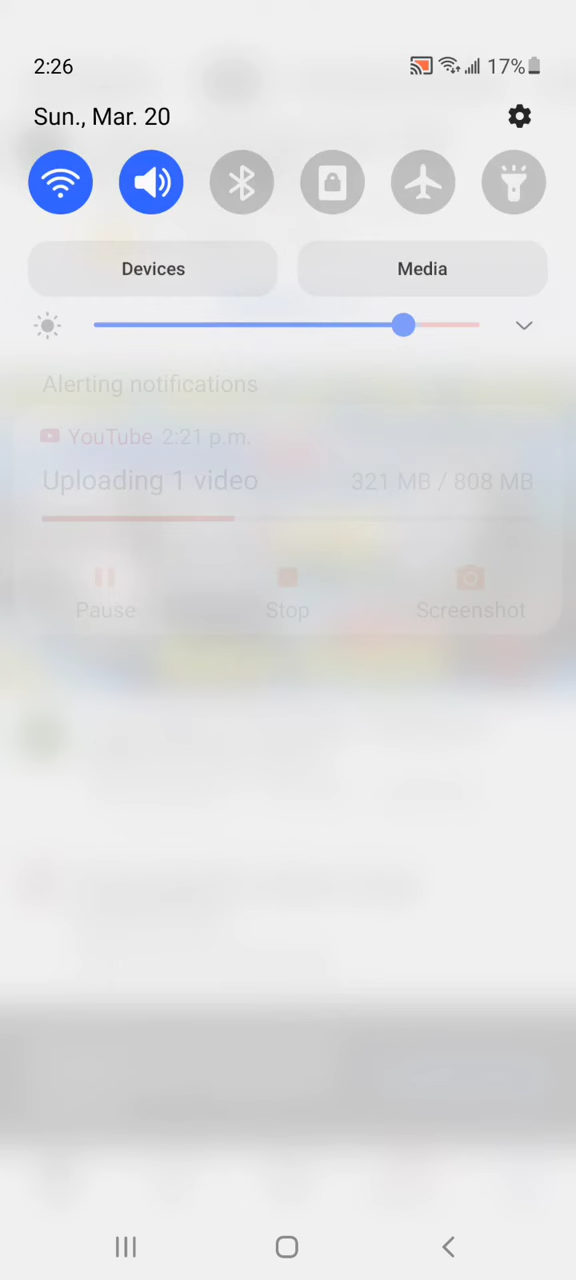 2:26 17%
Sun., Mar. 20
Devices Media
Alerting notifications
YouTube 2:21 p.m.
Uploading 1 video 321 MB / 808 MB
Pause Stop Screenshot